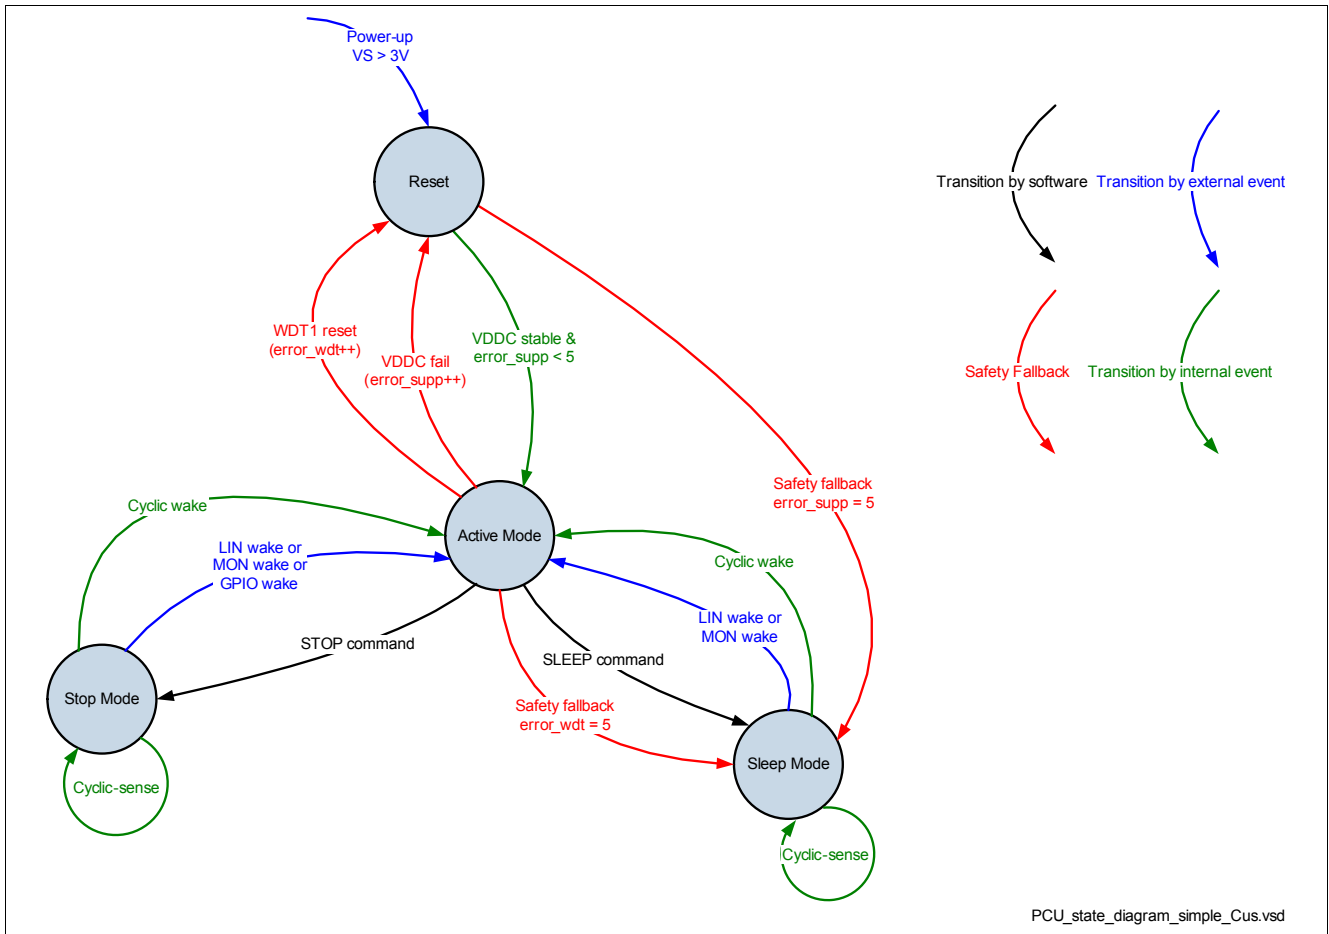 Power-up
VS > 3V
Reset
Transition by software
Transition by external event
WDT1 reset
(error_wdt++)
VDDC fail
(error_supp++)
VDDC stable &
error_supp < 5
Safety Fallback
Transition by internal event
Safety fallback
error_supp = 5
Cyclic wake
LIN wake or
MON wake or
GPIO wake
Active Mode
Cyclic wake
LIN wake or
MON wake
STOP command
SLEEP command
Stop Mode
Safety fallback
error_wdt = 5
Sleep Mode
Cyclic-sense
Cyclic-sense
PCU_state_diagram_simple_Cus.vsd